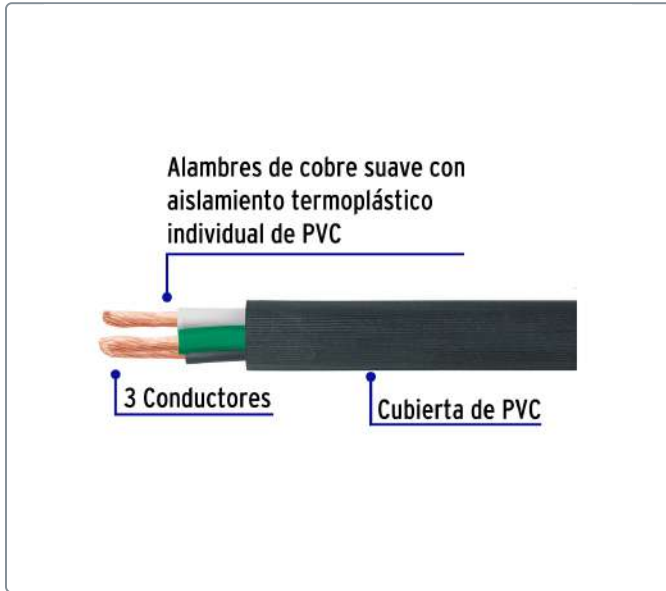 Alambres de cobre suave con
aislamiento termoplástico
individual de PVC
3 Conductores
Cubierta de PVC